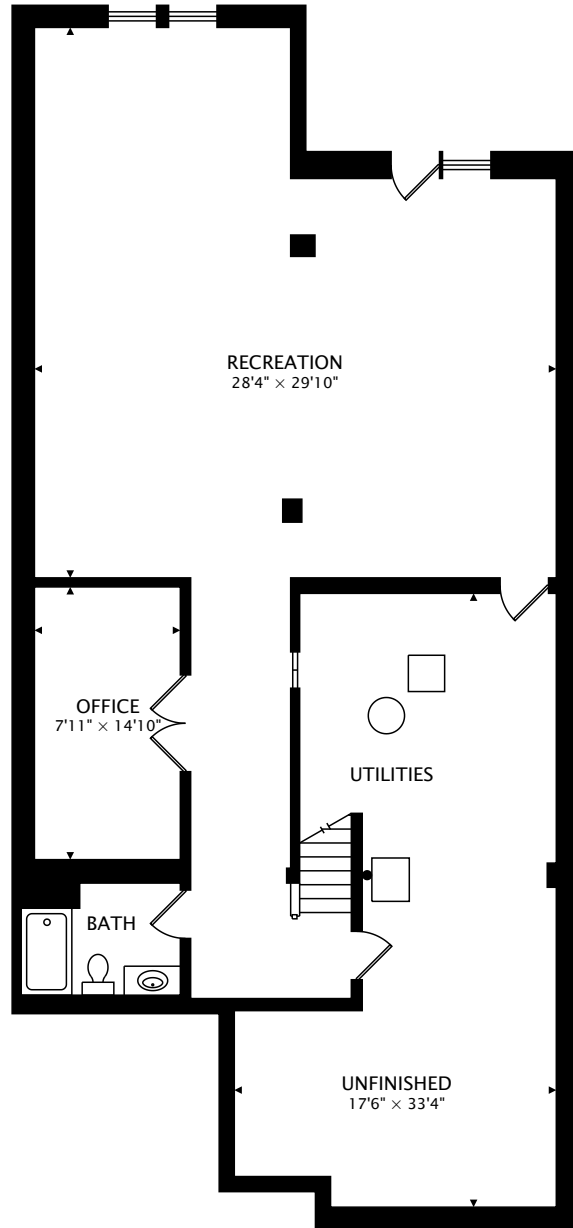 RECREATION
28'4" × 29'10"
OFFICE
7'11" × 14'10"
UTILITIES
BATH
UNFINISHED
17'6" × 33'4"